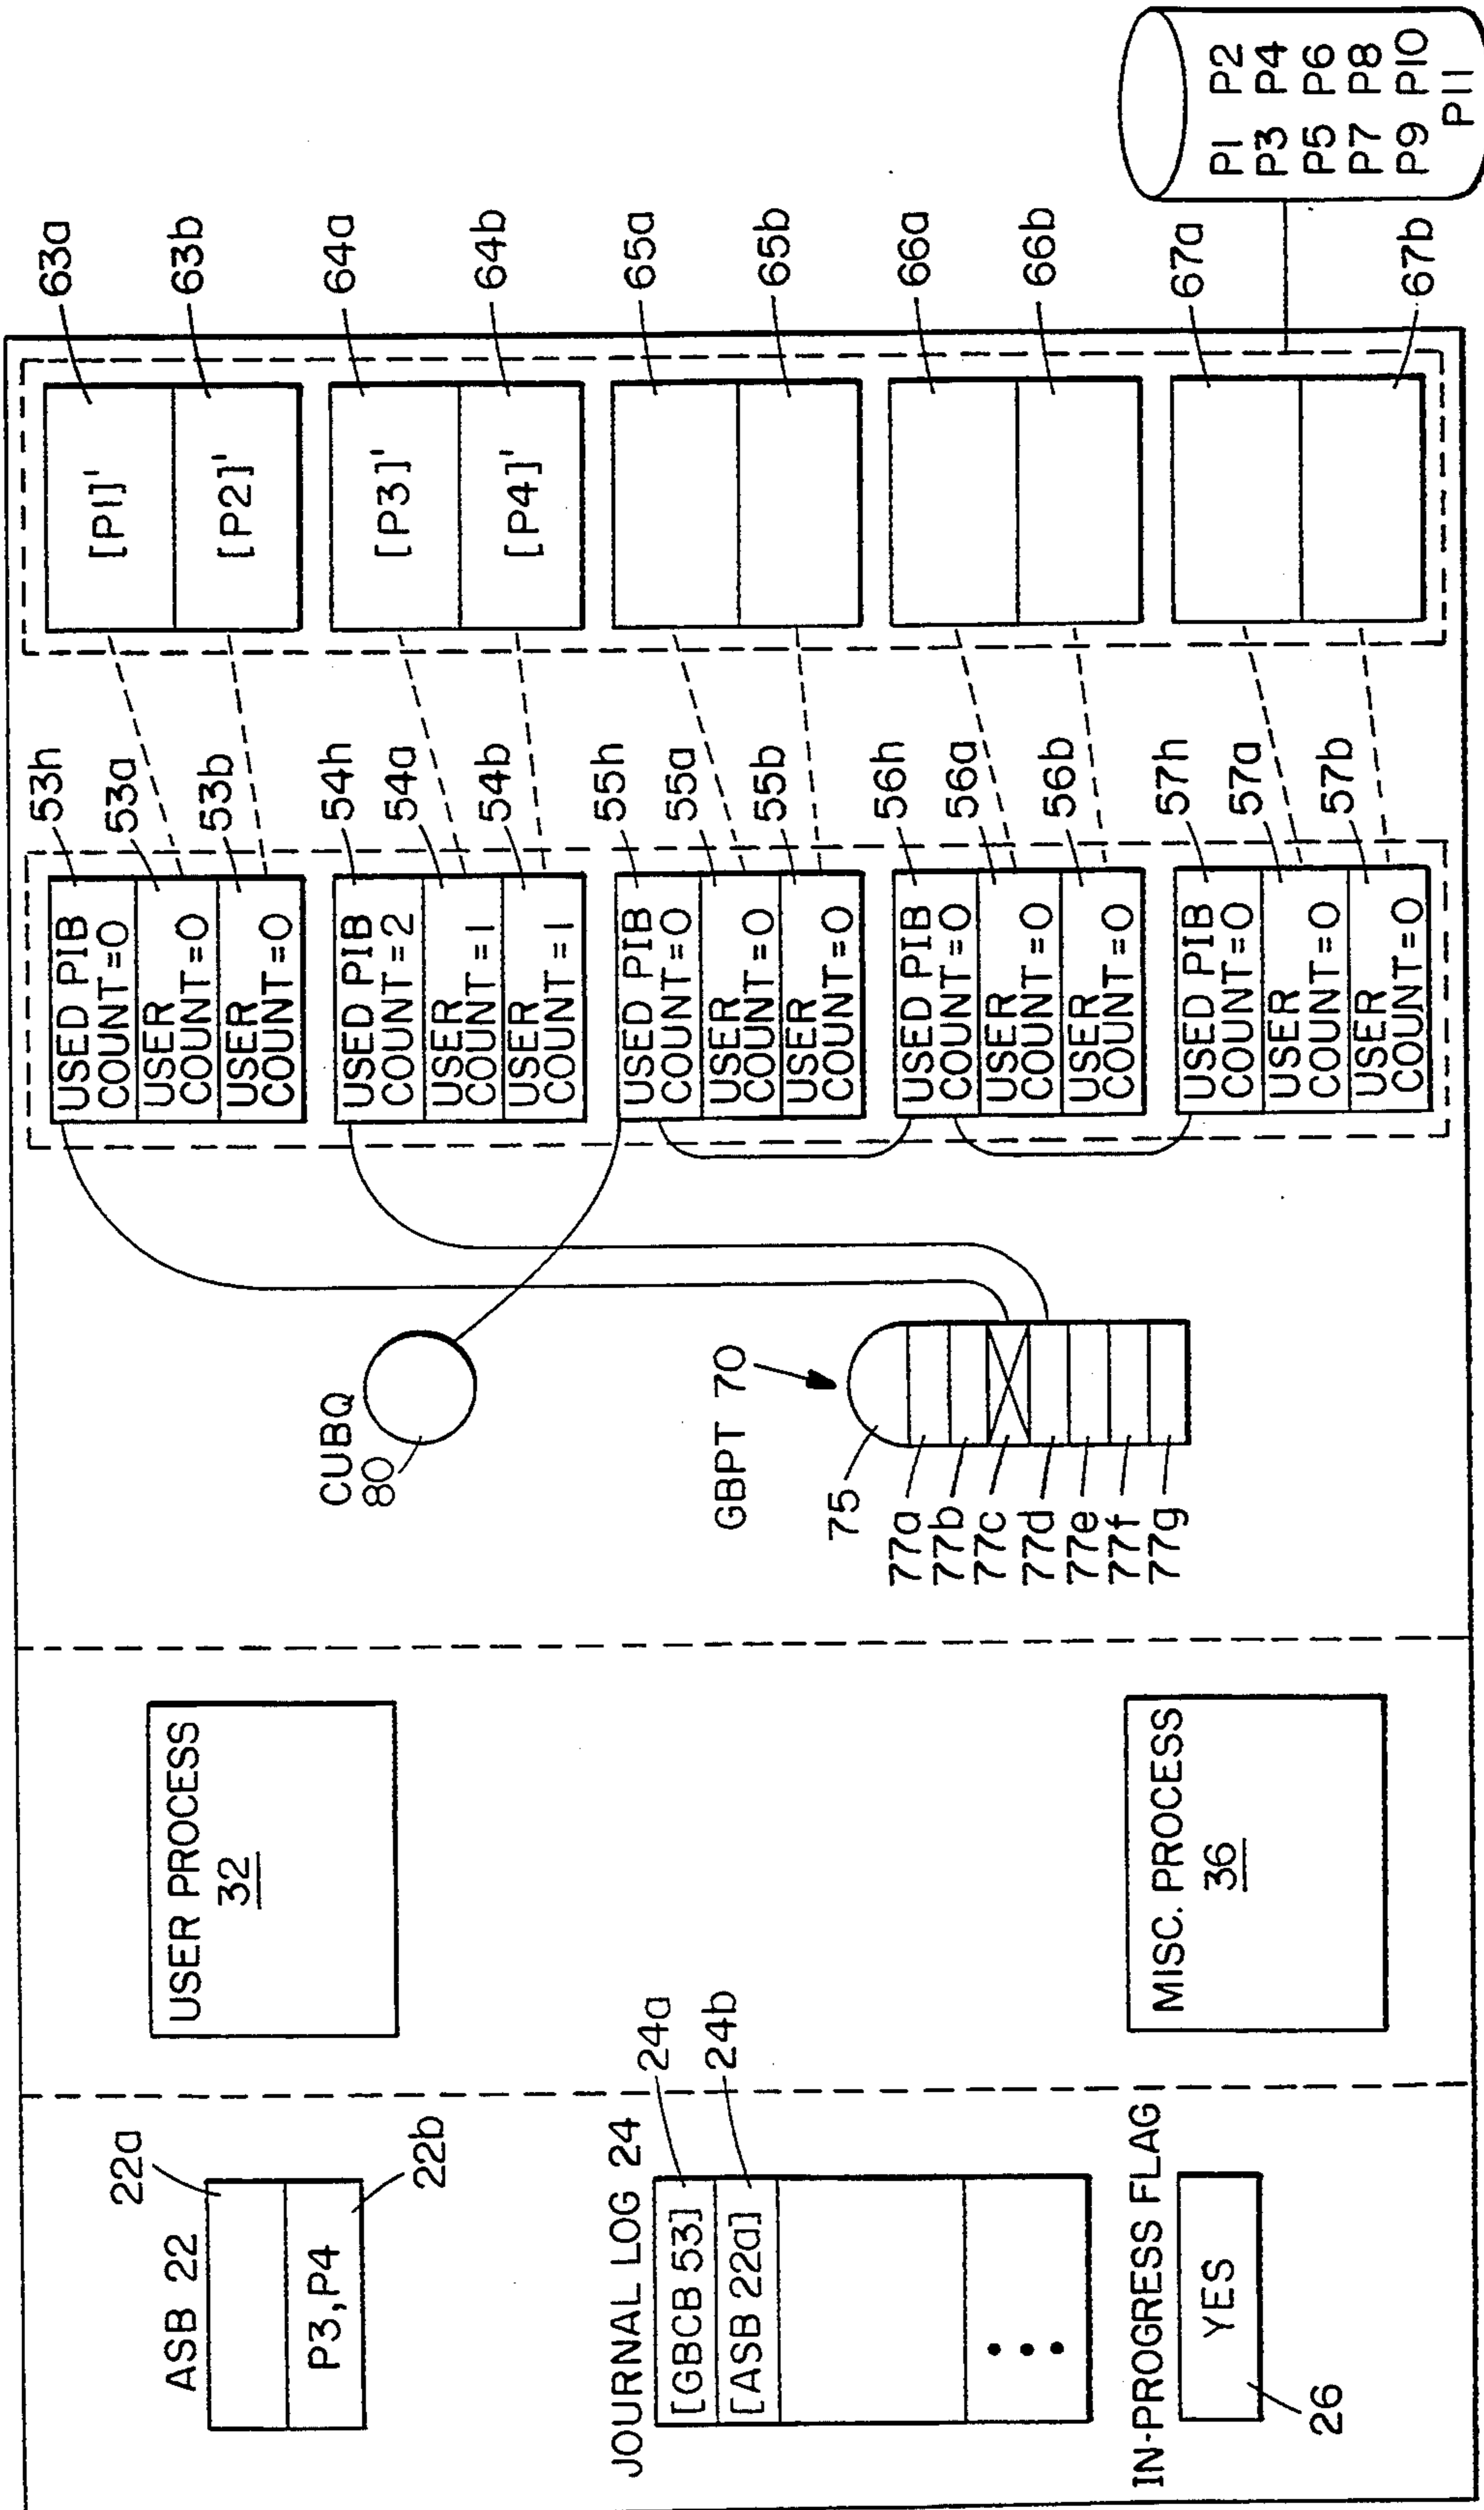 ASB 22
22a
P3,P4
22b
JOURNAL LOG 24
24a
[GBCB 53]
24b
[ASB 22a]
IN-PROGRESS FLAG
YES
26
USER PROCESS
32
MISC. PROCESS
36
CUBQ
80
GBPT 70
75
77a
77b
77c
77d
77e
77f
77g
53h
USED PIB
COUNT=0
53a
USER
COUNT=0
53b
USER
COUNT=0
54h
USED PIB
COUNT=2
54a
USER
COUNT=1
54b
USER
COUNT=1
55h
USED PIB
COUNT=0
55a
USER
COUNT=0
55b
USER
COUNT=0
56h
USED PIB
COUNT=0
56a
USER
COUNT=0
56b
USER
COUNT=0
57h
USED PIB
COUNT=0
57a
USER
COUNT=0
57b
USER
COUNT=0
63a
[P1]'
63b
[P2]'
64a
[P3]'
64b
[P4]'
65a
65b
66a
66b
67a
67b
P1 P2
P3 P4
P5 P6
P7 P8
P9 P10
P11